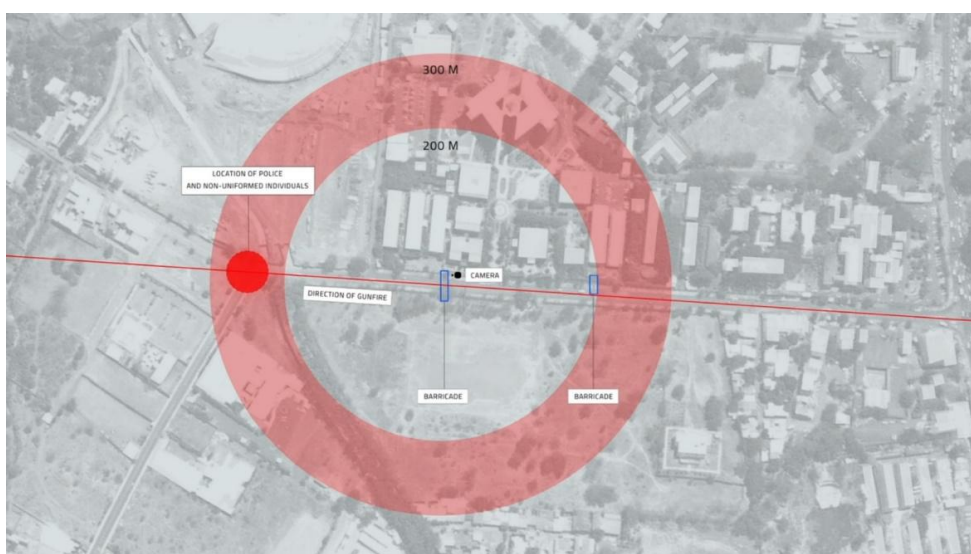 300 M
200 M
LOCATION OF POLICE
AND NON-UNIFORMED INDIVIDUALS
CAMERA
DIRECTION OF GUNFIRE
BARRICADE
BARRICADE